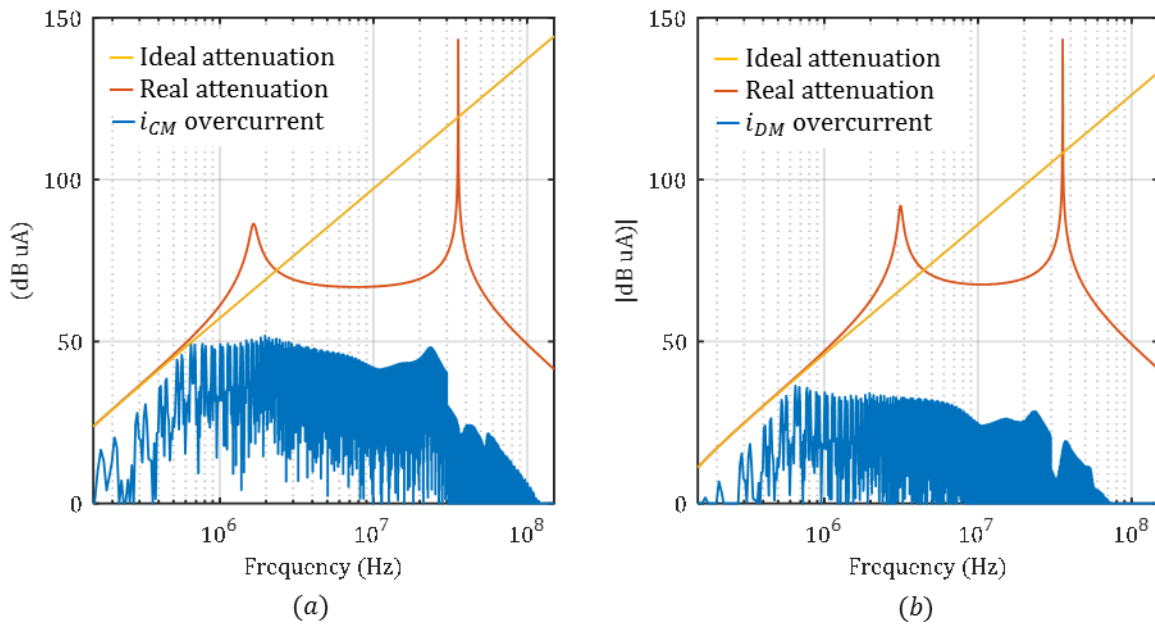 150
Ideal attenuation
Real attenuation
i_CM overcurrent
100
50
0
(dB uA)
10^6
10^7
10^8
Frequency (Hz)
(a)
150
Ideal attenuation
Real attenuation
i_DM overcurrent
100
50
0
|dB uA)|
10^6
10^7
10^8
Frequency (Hz)
(b)